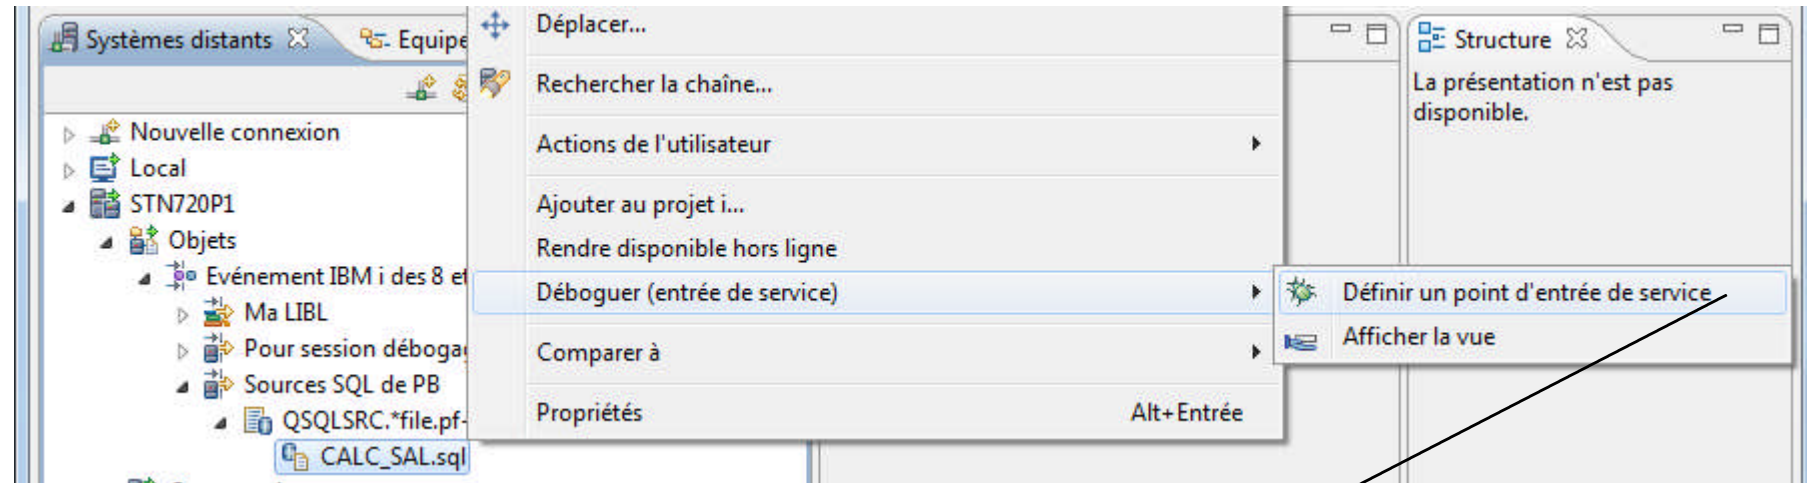 Systèmes distants
Equipe
Nouvelle connexion
Local
STN720P1
Objets
Evénement IBM i des 8 et
Ma LIBL
Pour session débogag
Sources SQL de PB
QSQLSRC.*file.pf-
CALC_SAL.sql
Déplacer...
Rechercher la chaîne...
Actions de l'utilisateur
Ajouter au projet i...
Rendre disponible hors ligne
Déboguer (entrée de service)
Comparer à
Propriétés Alt+Entrée
Définir un point d'entrée de service
Afficher la vue
Structure
La présentation n'est pas
disponible.